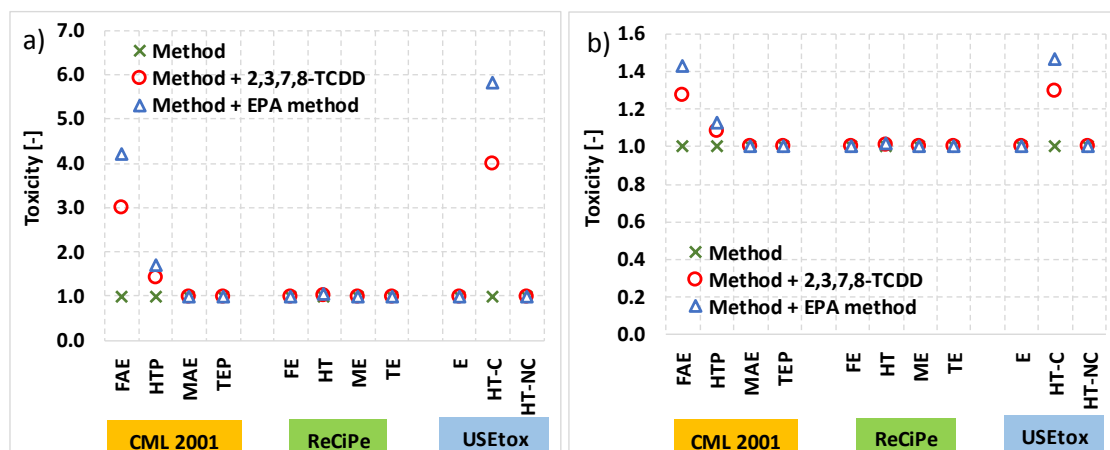 a)
Toxicity [-]
7.0
6.0
5.0
4.0
3.0
2.0
1.0
0.0
Method
Method + 2,3,7,8-TCDD
Method + EPA method
FAE
HTP
MAE
TEP
FE
HT
ME
TE
E
HT-C
HT-NC
CML 2001
ReCiPe
USEtox
b)
Toxicity [-]
1.6
1.4
1.2
1.0
0.8
0.6
0.4
0.2
0.0
Method
Method + 2,3,7,8-TCDD
Method + EPA method
FAE
HTP
MAE
TEP
FE
HT
ME
TE
E
HT-C
HT-NC
CML 2001
ReCiPe
USEtox